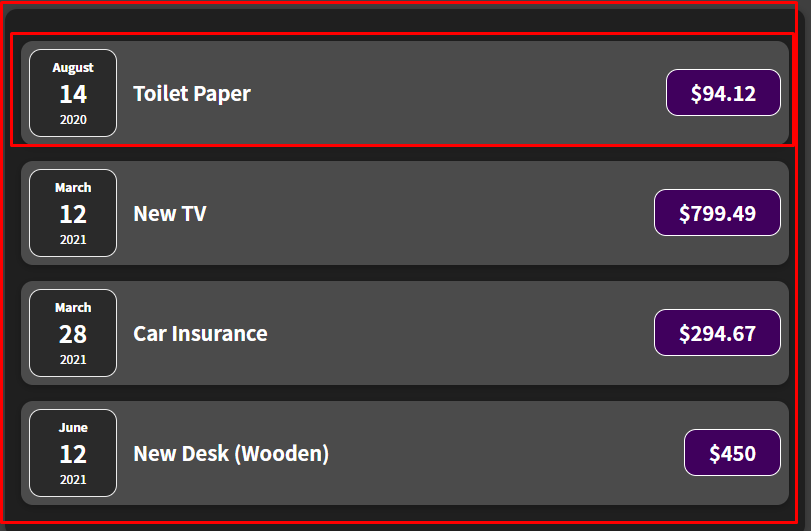 August
14
2020
Toilet Paper
$94.12
March
12
2021
New TV
$799.49
March
28
2021
Car Insurance
$294.67
June
12
2021
New Desk (Wooden)
$450